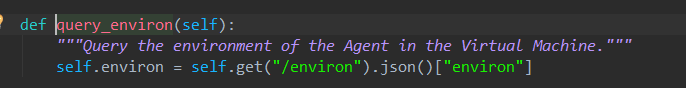 def query_environ(self):
"""Query the environment of the Agent in the Virtual Machine."""
self.environ = self.get("/environ").json()["environ"]